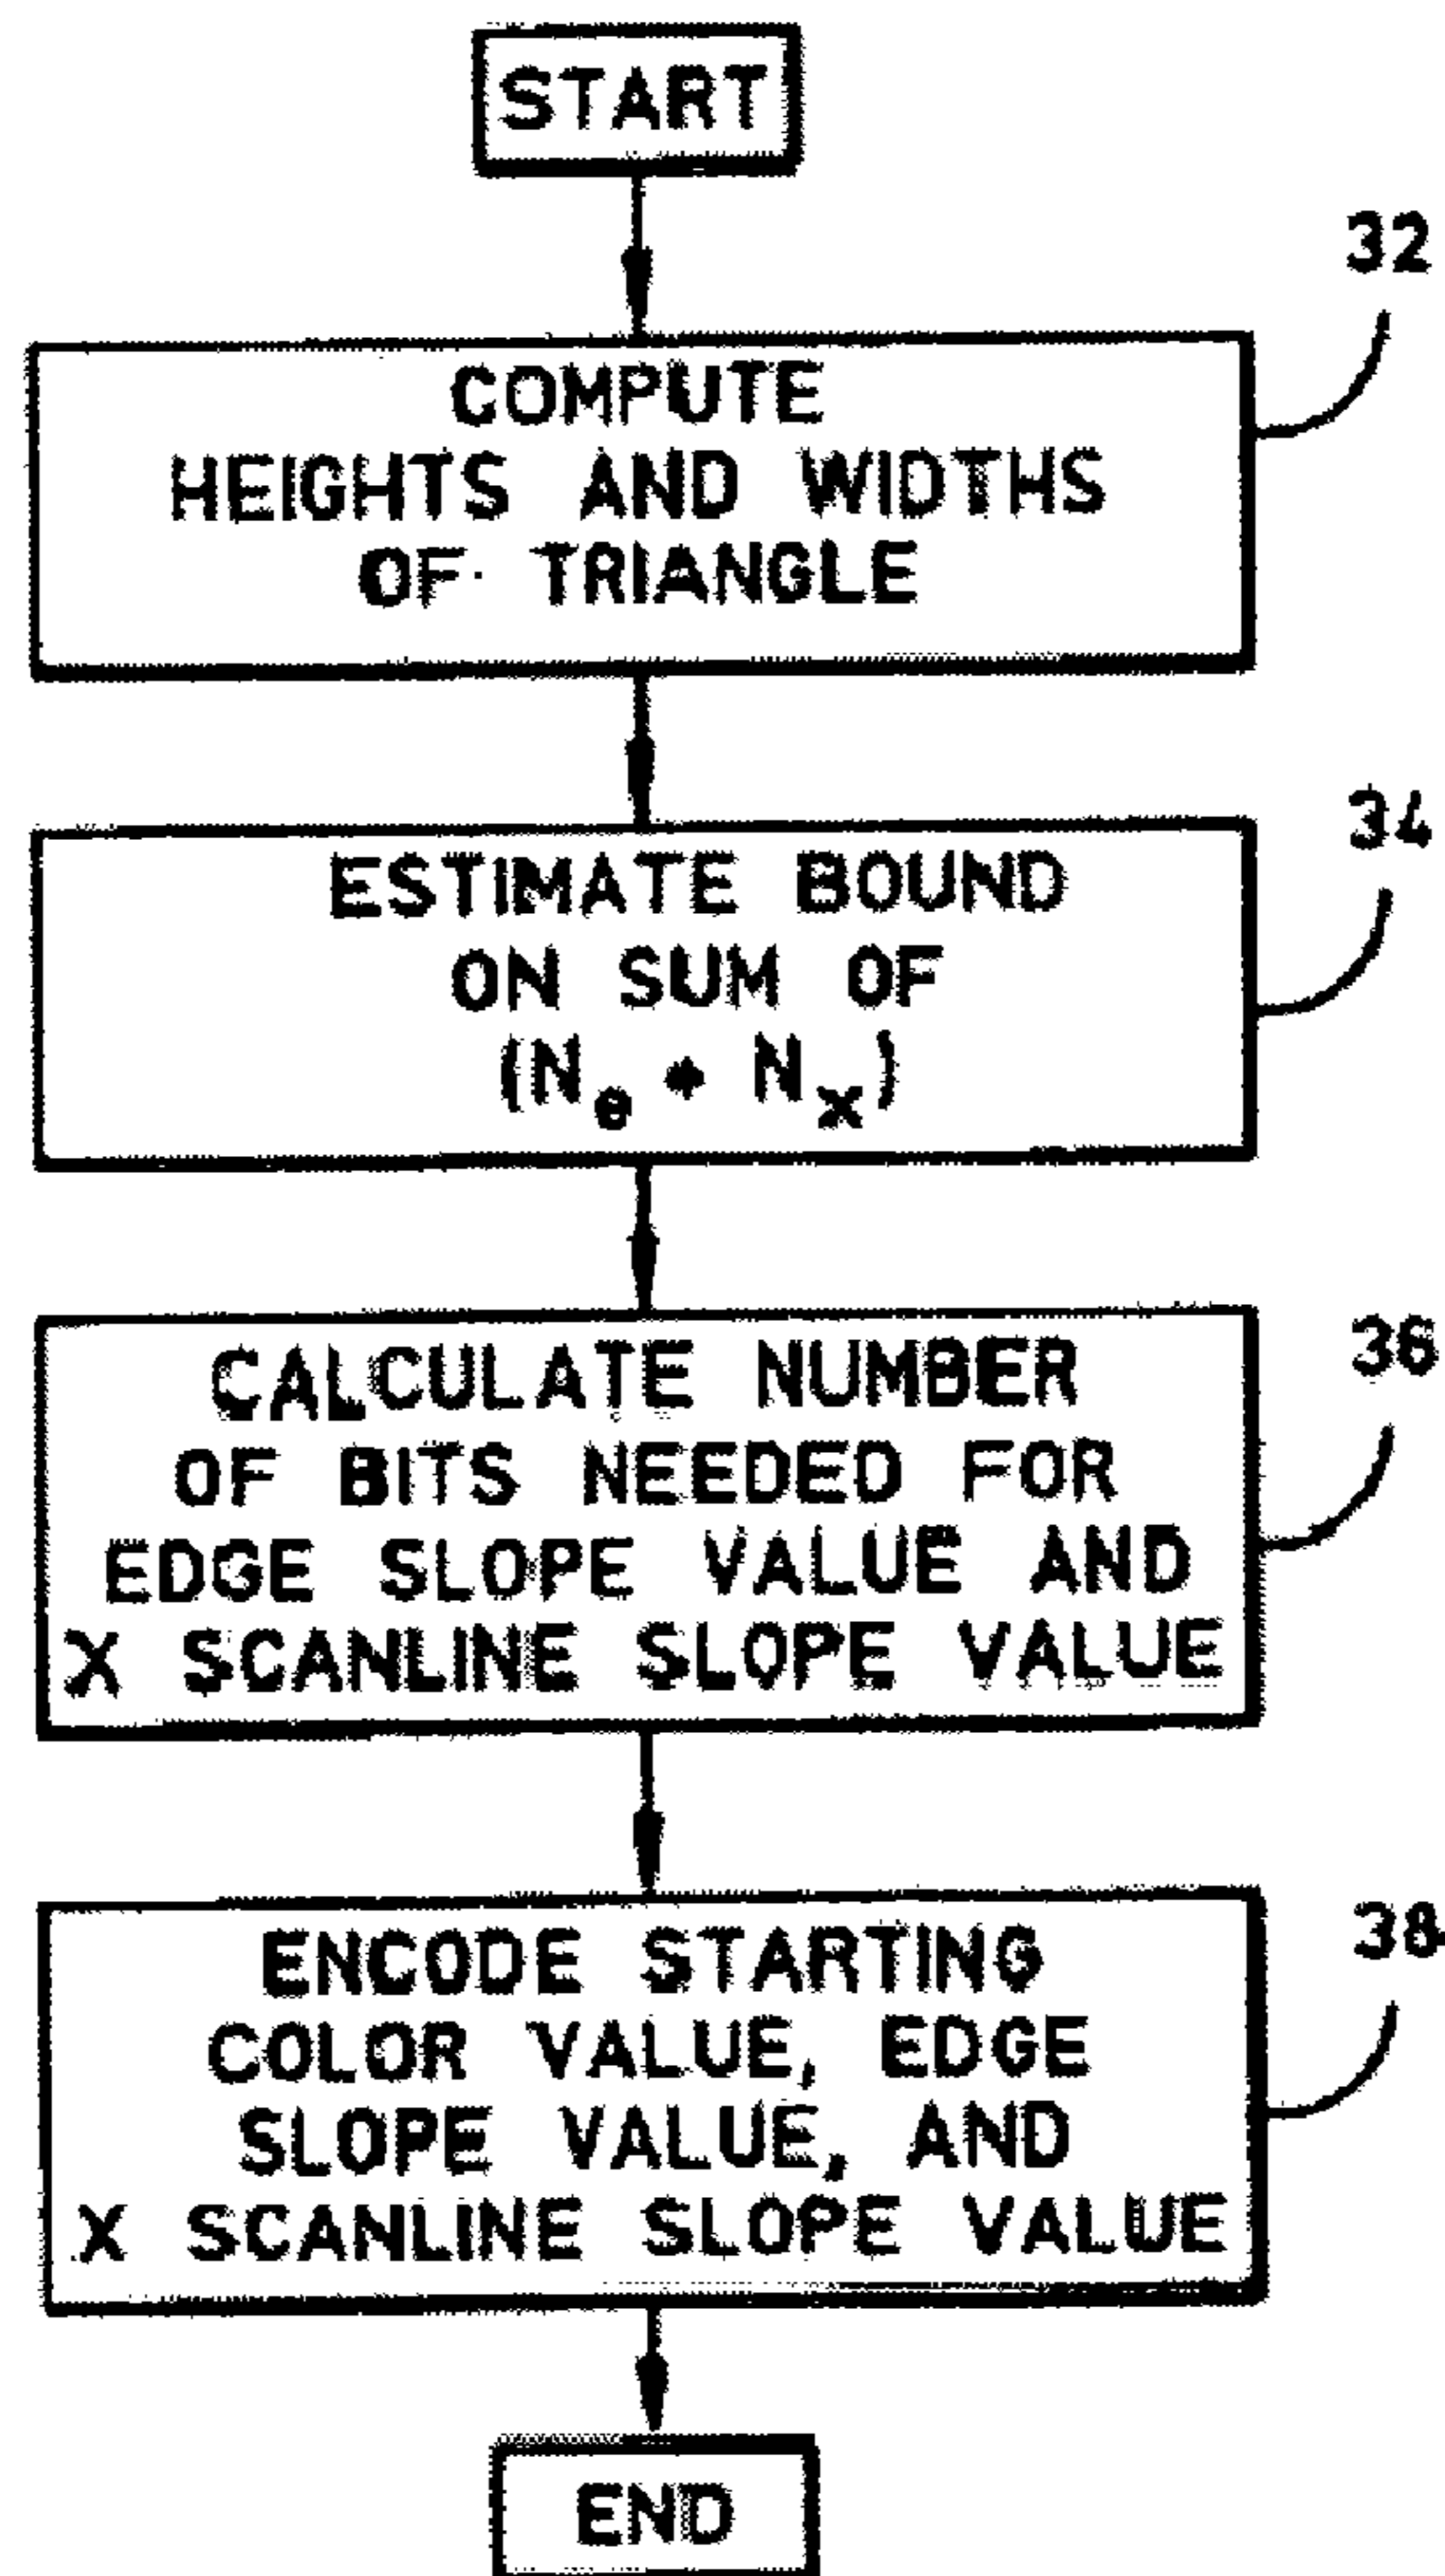 START
32
COMPUTE
HEIGHTS AND WIDTHS
OF TRIANGLE
34
ESTIMATE BOUND
ON SUM OF
(Ne + Nx)
36
CALCULATE NUMBER
OF BITS NEEDED FOR
EDGE SLOPE VALUE AND
X SCANLINE SLOPE VALUE
38
ENCODE STARTING
COLOR VALUE, EDGE
SLOPE VALUE, AND
X SCANLINE SLOPE VALUE
END